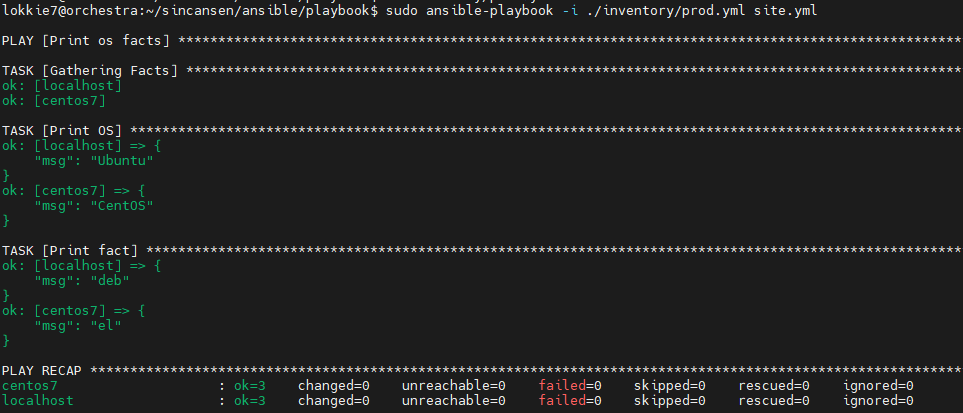 lokkie7@orchestra:~/sincansen/ansible/playbook$ sudo ansible-playbook -i ./inventory/prod.yml site.yml
PLAY [Print os facts] **************************************************************************************************
TASK [Gathering Facts] *************************************************************************************************
ok: [localhost]
ok: [centos7]
TASK [Print OS] ********************************************************************************************************
ok: [localhost] => {
    "msg": "Ubuntu"
}
ok: [centos7] => {
    "msg": "CentOS"
}
TASK [Print fact] ******************************************************************************************************
ok: [localhost] => {
    "msg": "deb"
}
ok: [centos7] => {
    "msg": "el"
}
PLAY RECAP *************************************************************************************************************
centos7                    : ok=3    changed=0    unreachable=0    failed=0    skipped=0    rescued=0    ignored=0
localhost                  : ok=3    changed=0    unreachable=0    failed=0    skipped=0    rescued=0    ignored=0